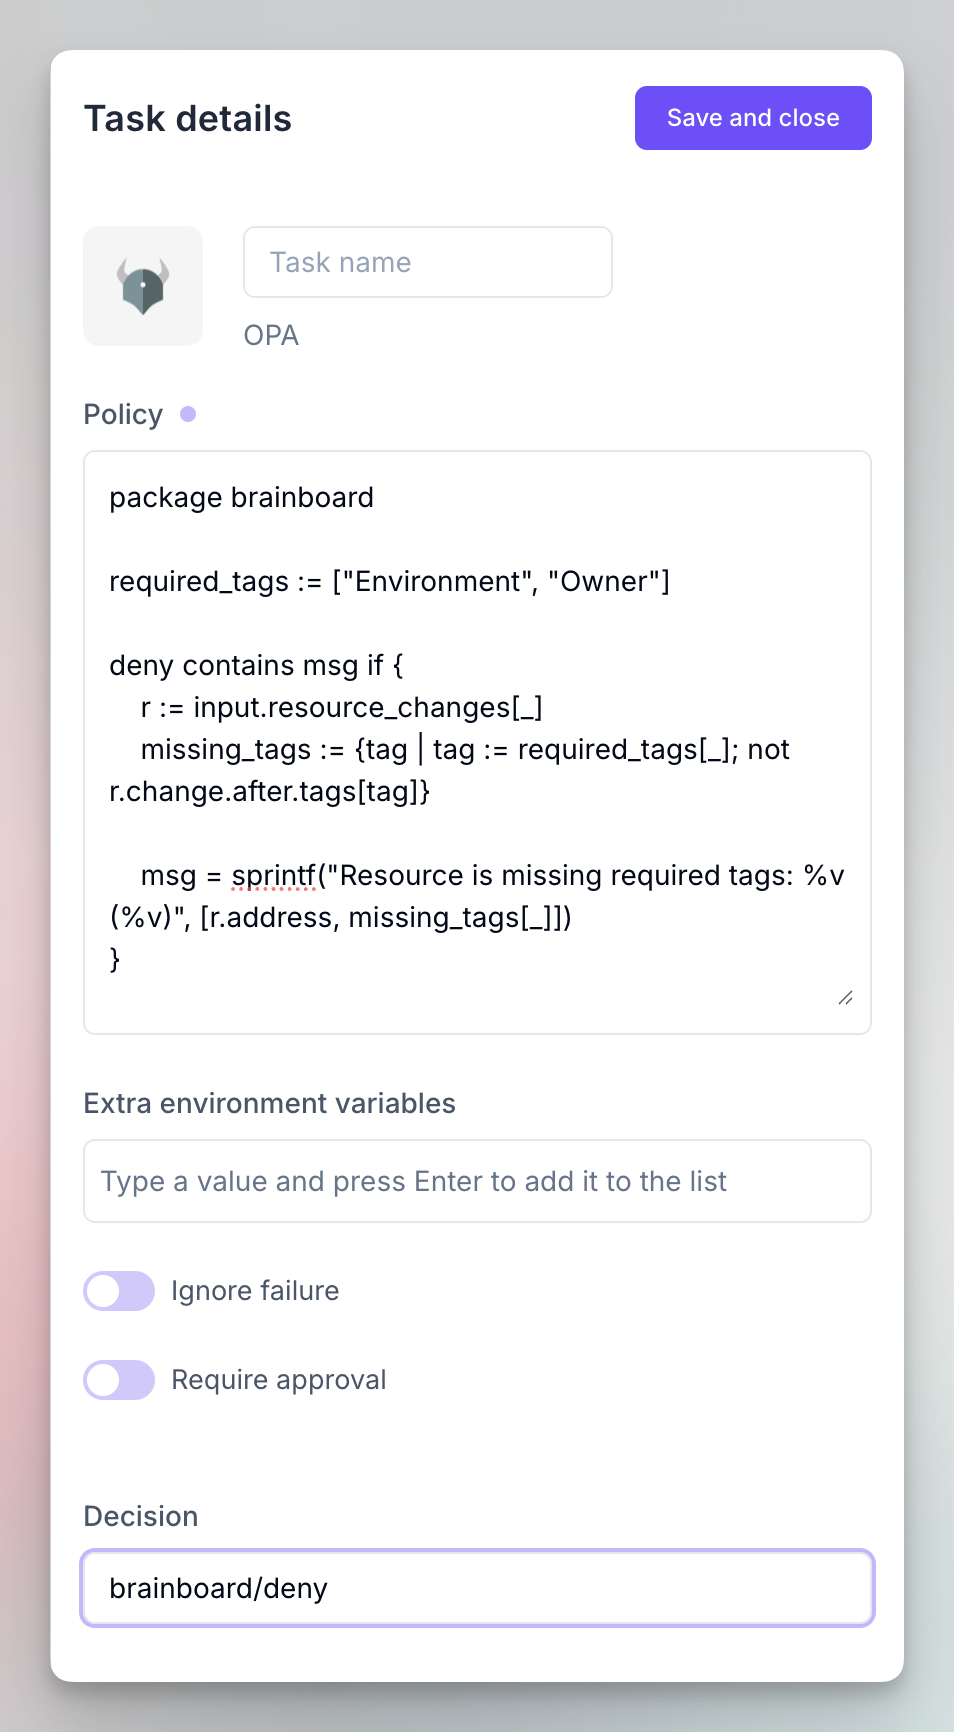 Task details
Save and close
Task name
OPA
Policy
package brainboard
required_tags := ["Environment", "Owner"]
deny contains msg if {
    r := input.resource_changes[_]
    missing_tags := {tag | tag := required_tags[_]; not
r.change.after.tags[tag]}
    msg = sprintf("Resource is missing required tags: %v
(%v)", [r.address, missing_tags[_]])
}
Extra environment variables
Type a value and press Enter to add it to the list
Ignore failure
Require approval
Decision
brainboard/deny